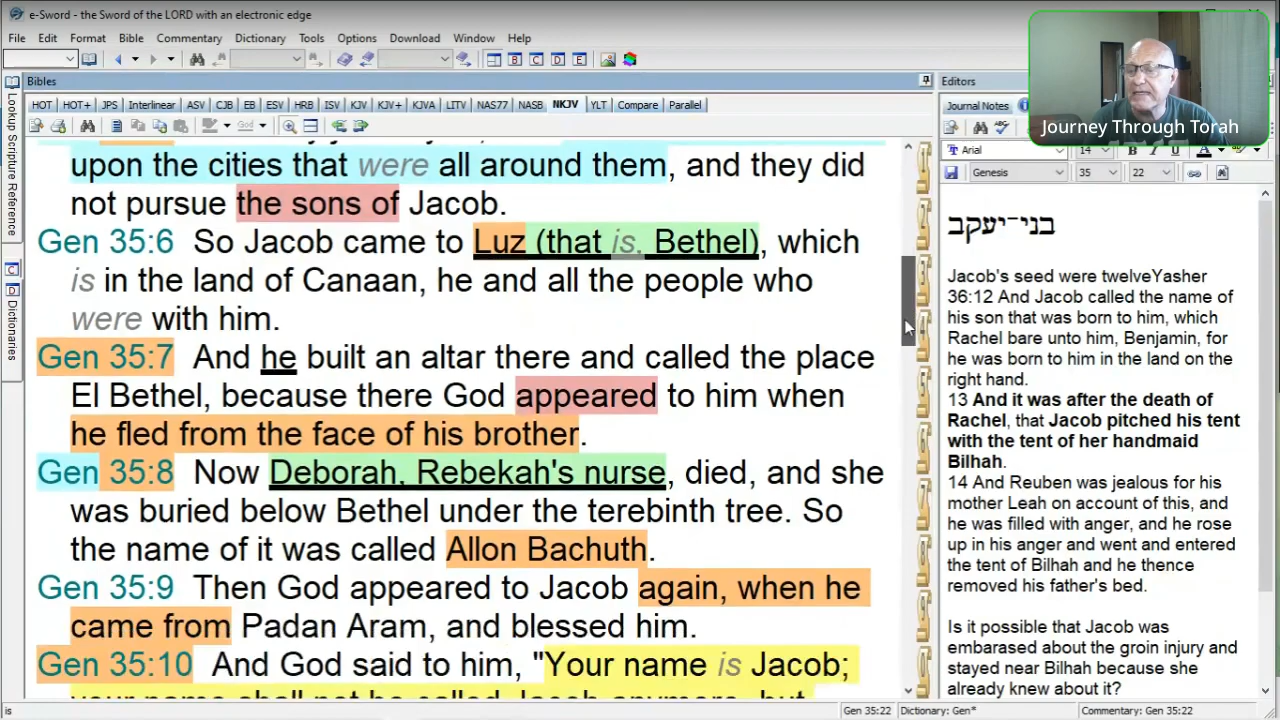 e-Sword - the Sword of the LORD with an electronic edge
File Edit Format Bible Commentary Dictionary Tools Options Download Window Help
B C D E
Bibles
Editors
HOT HOT+ JPS Interlinear ASV CJB EB ESV HRB ISV KJV KJV+ KJVA LITV NAS77 NASB NKJV YLT Compare Parallel
Journal Notes
Journey Through Torah
Arial 14 B I U A
Genesis 35 22
Lookup Scripture Reference
Dictionaries
upon the cities that were all around them, and they did
not pursue the sons of Jacob.
Gen 35:6 So Jacob came to Luz (that is, Bethel), which
is in the land of Canaan, he and all the people who
were with him.
Gen 35:7 And he built an altar there and called the place
El Bethel, because there God appeared to him when
he fled from the face of his brother.
Gen 35:8 Now Deborah, Rebekah's nurse, died, and she
was buried below Bethel under the terebinth tree. So
the name of it was called Allon Bachuth.
Gen 35:9 Then God appeared to Jacob again, when he
came from Padan Aram, and blessed him.
Gen 35:10 And God said to him, "Your name is Jacob;
your name shall not be called Jacob anymore, but
בני־יעקב
Jacob's seed were twelveYasher
36:12 And Jacob called the name of
his son that was born to him, which
Rachel bare unto him, Benjamin, for
he was born to him in the land on the
right hand.
13 And it was after the death of
Rachel, that Jacob pitched his tent
with the tent of her handmaid
Bilhah.
14 And Reuben was jealous for his
mother Leah on account of this, and
he was filled with anger, and he rose
up in his anger and went and entered
the tent of Bilhah and he thence
removed his father's bed.
Is it possible that Jacob was
embarased about the groin injury and
stayed near Bilhah because she
already knew about it?
is
Gen 35:22
Dictionary: Gen*
Commentary: Gen 35:22